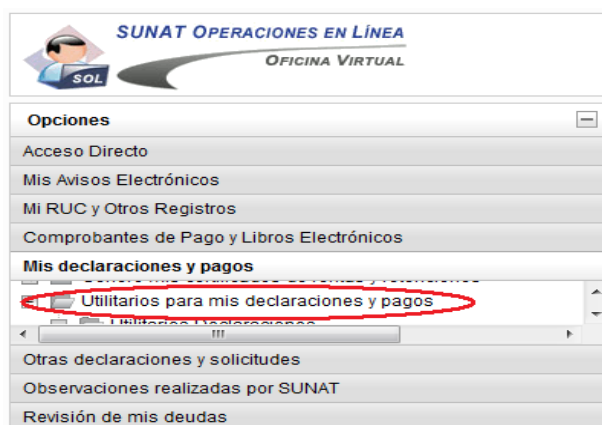 SUNAT OPERACIONES EN LÍNEA
OFICINA VIRTUAL
SOL
Opciones
Acceso Directo
Mis Avisos Electrónicos
Mi RUC y Otros Registros
Comprobantes de Pago y Libros Electrónicos
Mis declaraciones y pagos
Utilitarios para mis declaraciones y pagos
Utilitarios Declaraciones
Otras declaraciones y solicitudes
Observaciones realizadas por SUNAT
Revisión de mis deudas